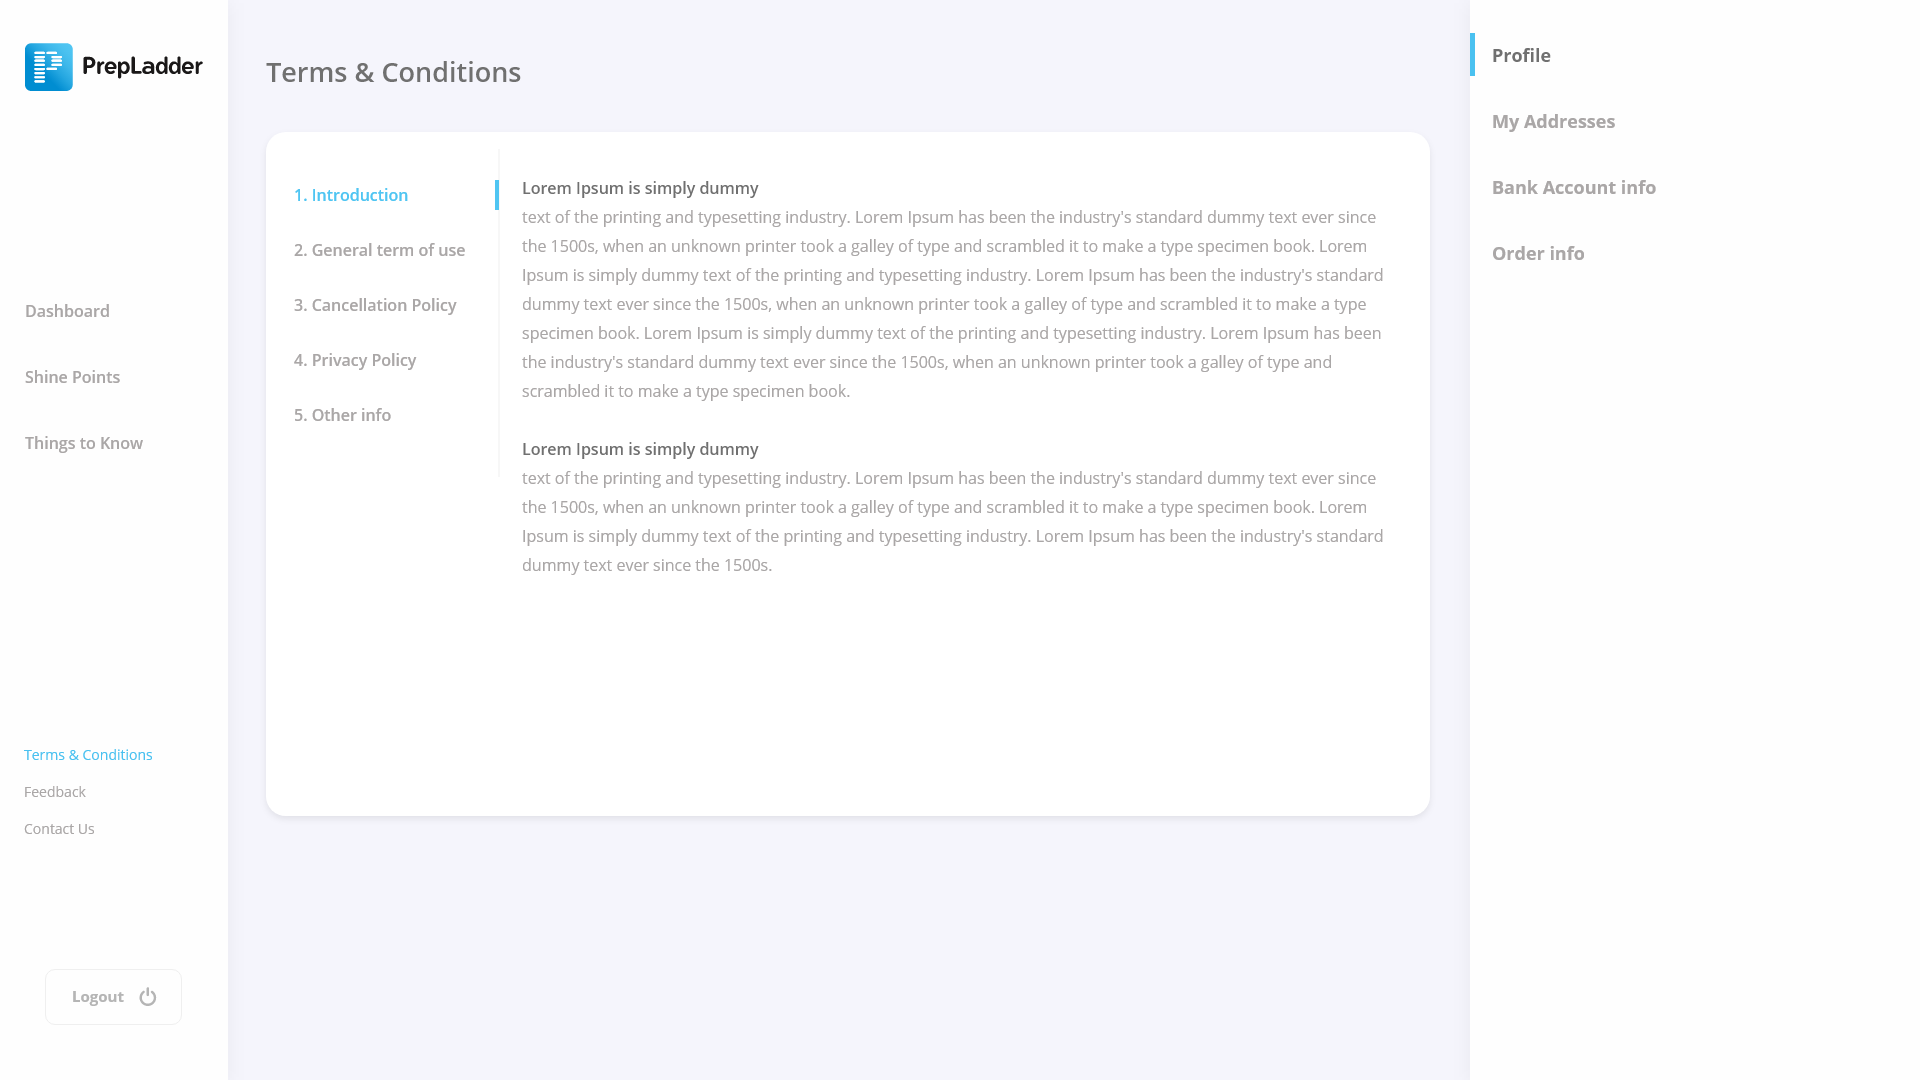 PrepLadder
Dashboard
Shine Points
Things to Know
Terms & Conditions
Feedback
Contact Us
Logout
Terms & Conditions
1. Introduction
2. General term of use
3. Cancellation Policy
4. Privacy Policy
5. Other info
Lorem Ipsum is simply dummy
text of the printing and typesetting industry. Lorem Ipsum has been the industry's standard dummy text ever since
the 1500s, when an unknown printer took a galley of type and scrambled it to make a type specimen book. Lorem
Ipsum is simply dummy text of the printing and typesetting industry. Lorem Ipsum has been the industry's standard
dummy text ever since the 1500s, when an unknown printer took a galley of type and scrambled it to make a type
specimen book. Lorem Ipsum is simply dummy text of the printing and typesetting industry. Lorem Ipsum has been
the industry's standard dummy text ever since the 1500s, when an unknown printer took a galley of type and
scrambled it to make a type specimen book.
Lorem Ipsum is simply dummy
text of the printing and typesetting industry. Lorem Ipsum has been the industry's standard dummy text ever since
the 1500s, when an unknown printer took a galley of type and scrambled it to make a type specimen book. Lorem
Ipsum is simply dummy text of the printing and typesetting industry. Lorem Ipsum has been the industry's standard
dummy text ever since the 1500s.
Profile
My Addresses
Bank Account info
Order info